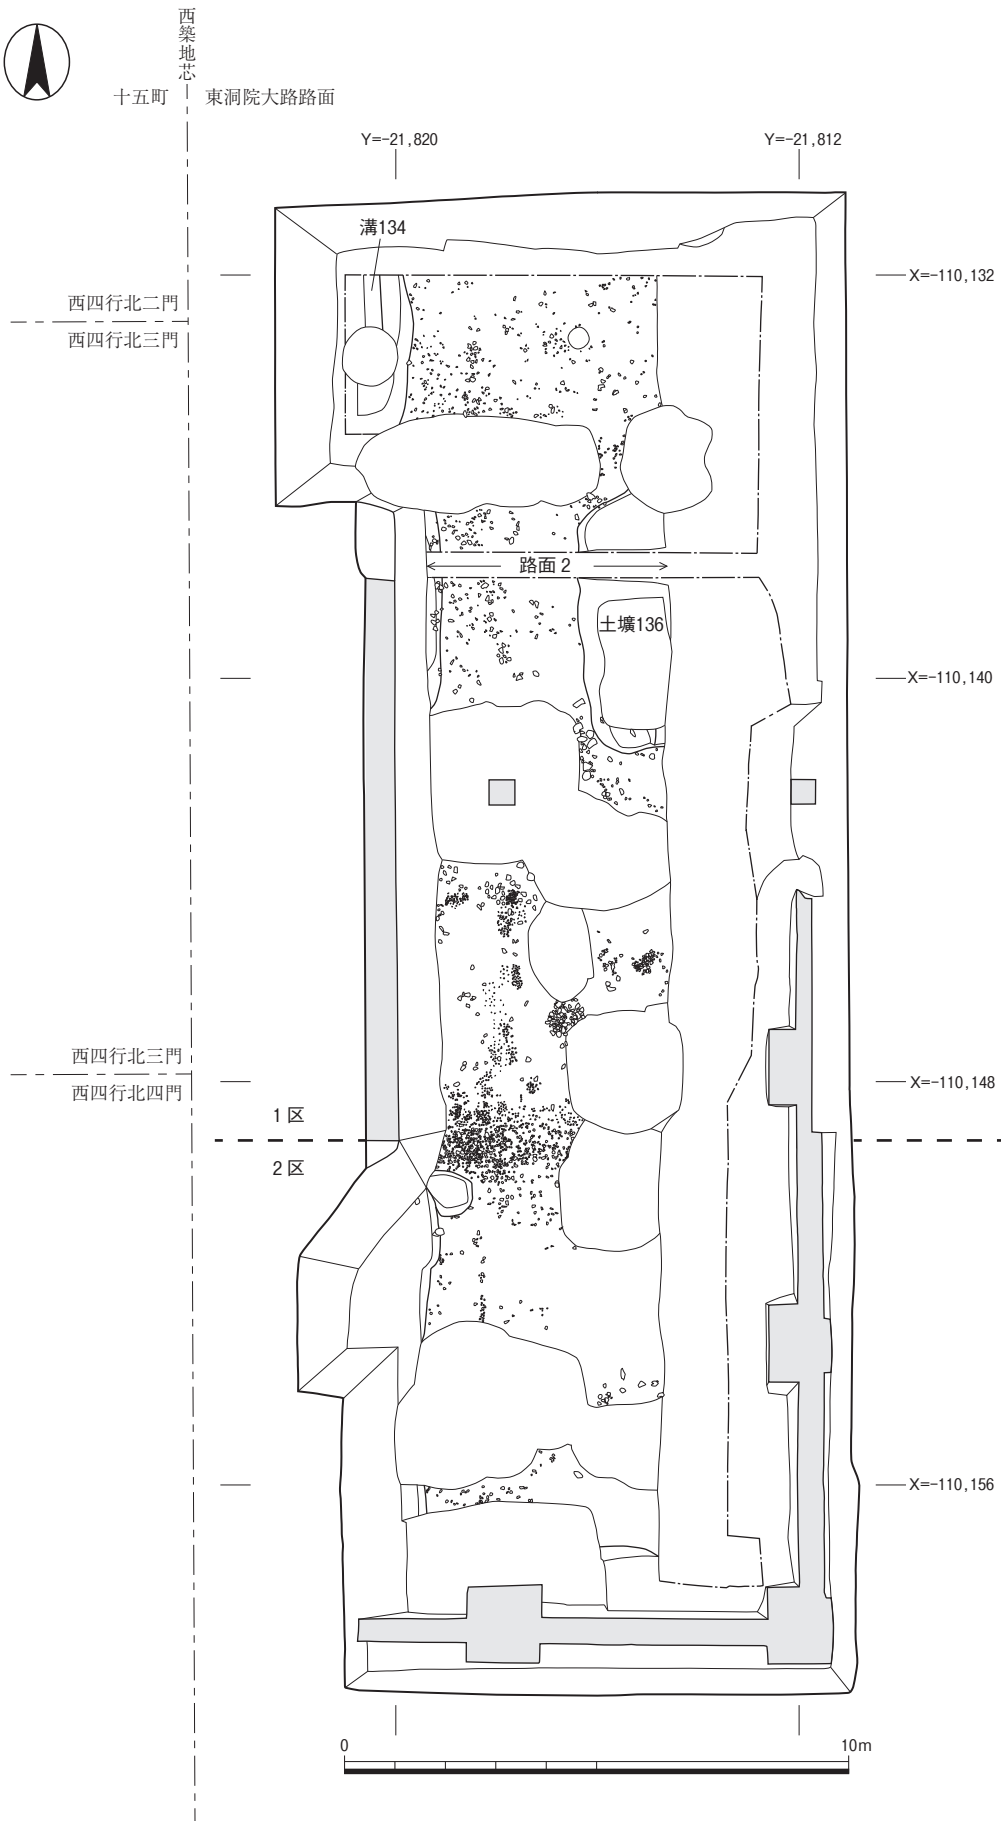 西築地芯
十五町
東洞院大路路面
Y=-21,820
Y=-21,812
溝134
X=-110,132
西四行北二門
西四行北三門
路面2
土壙136
X=-110,140
西四行北三門
西四行北四門
X=-110,148
1区
2区
X=-110,156
0
10m